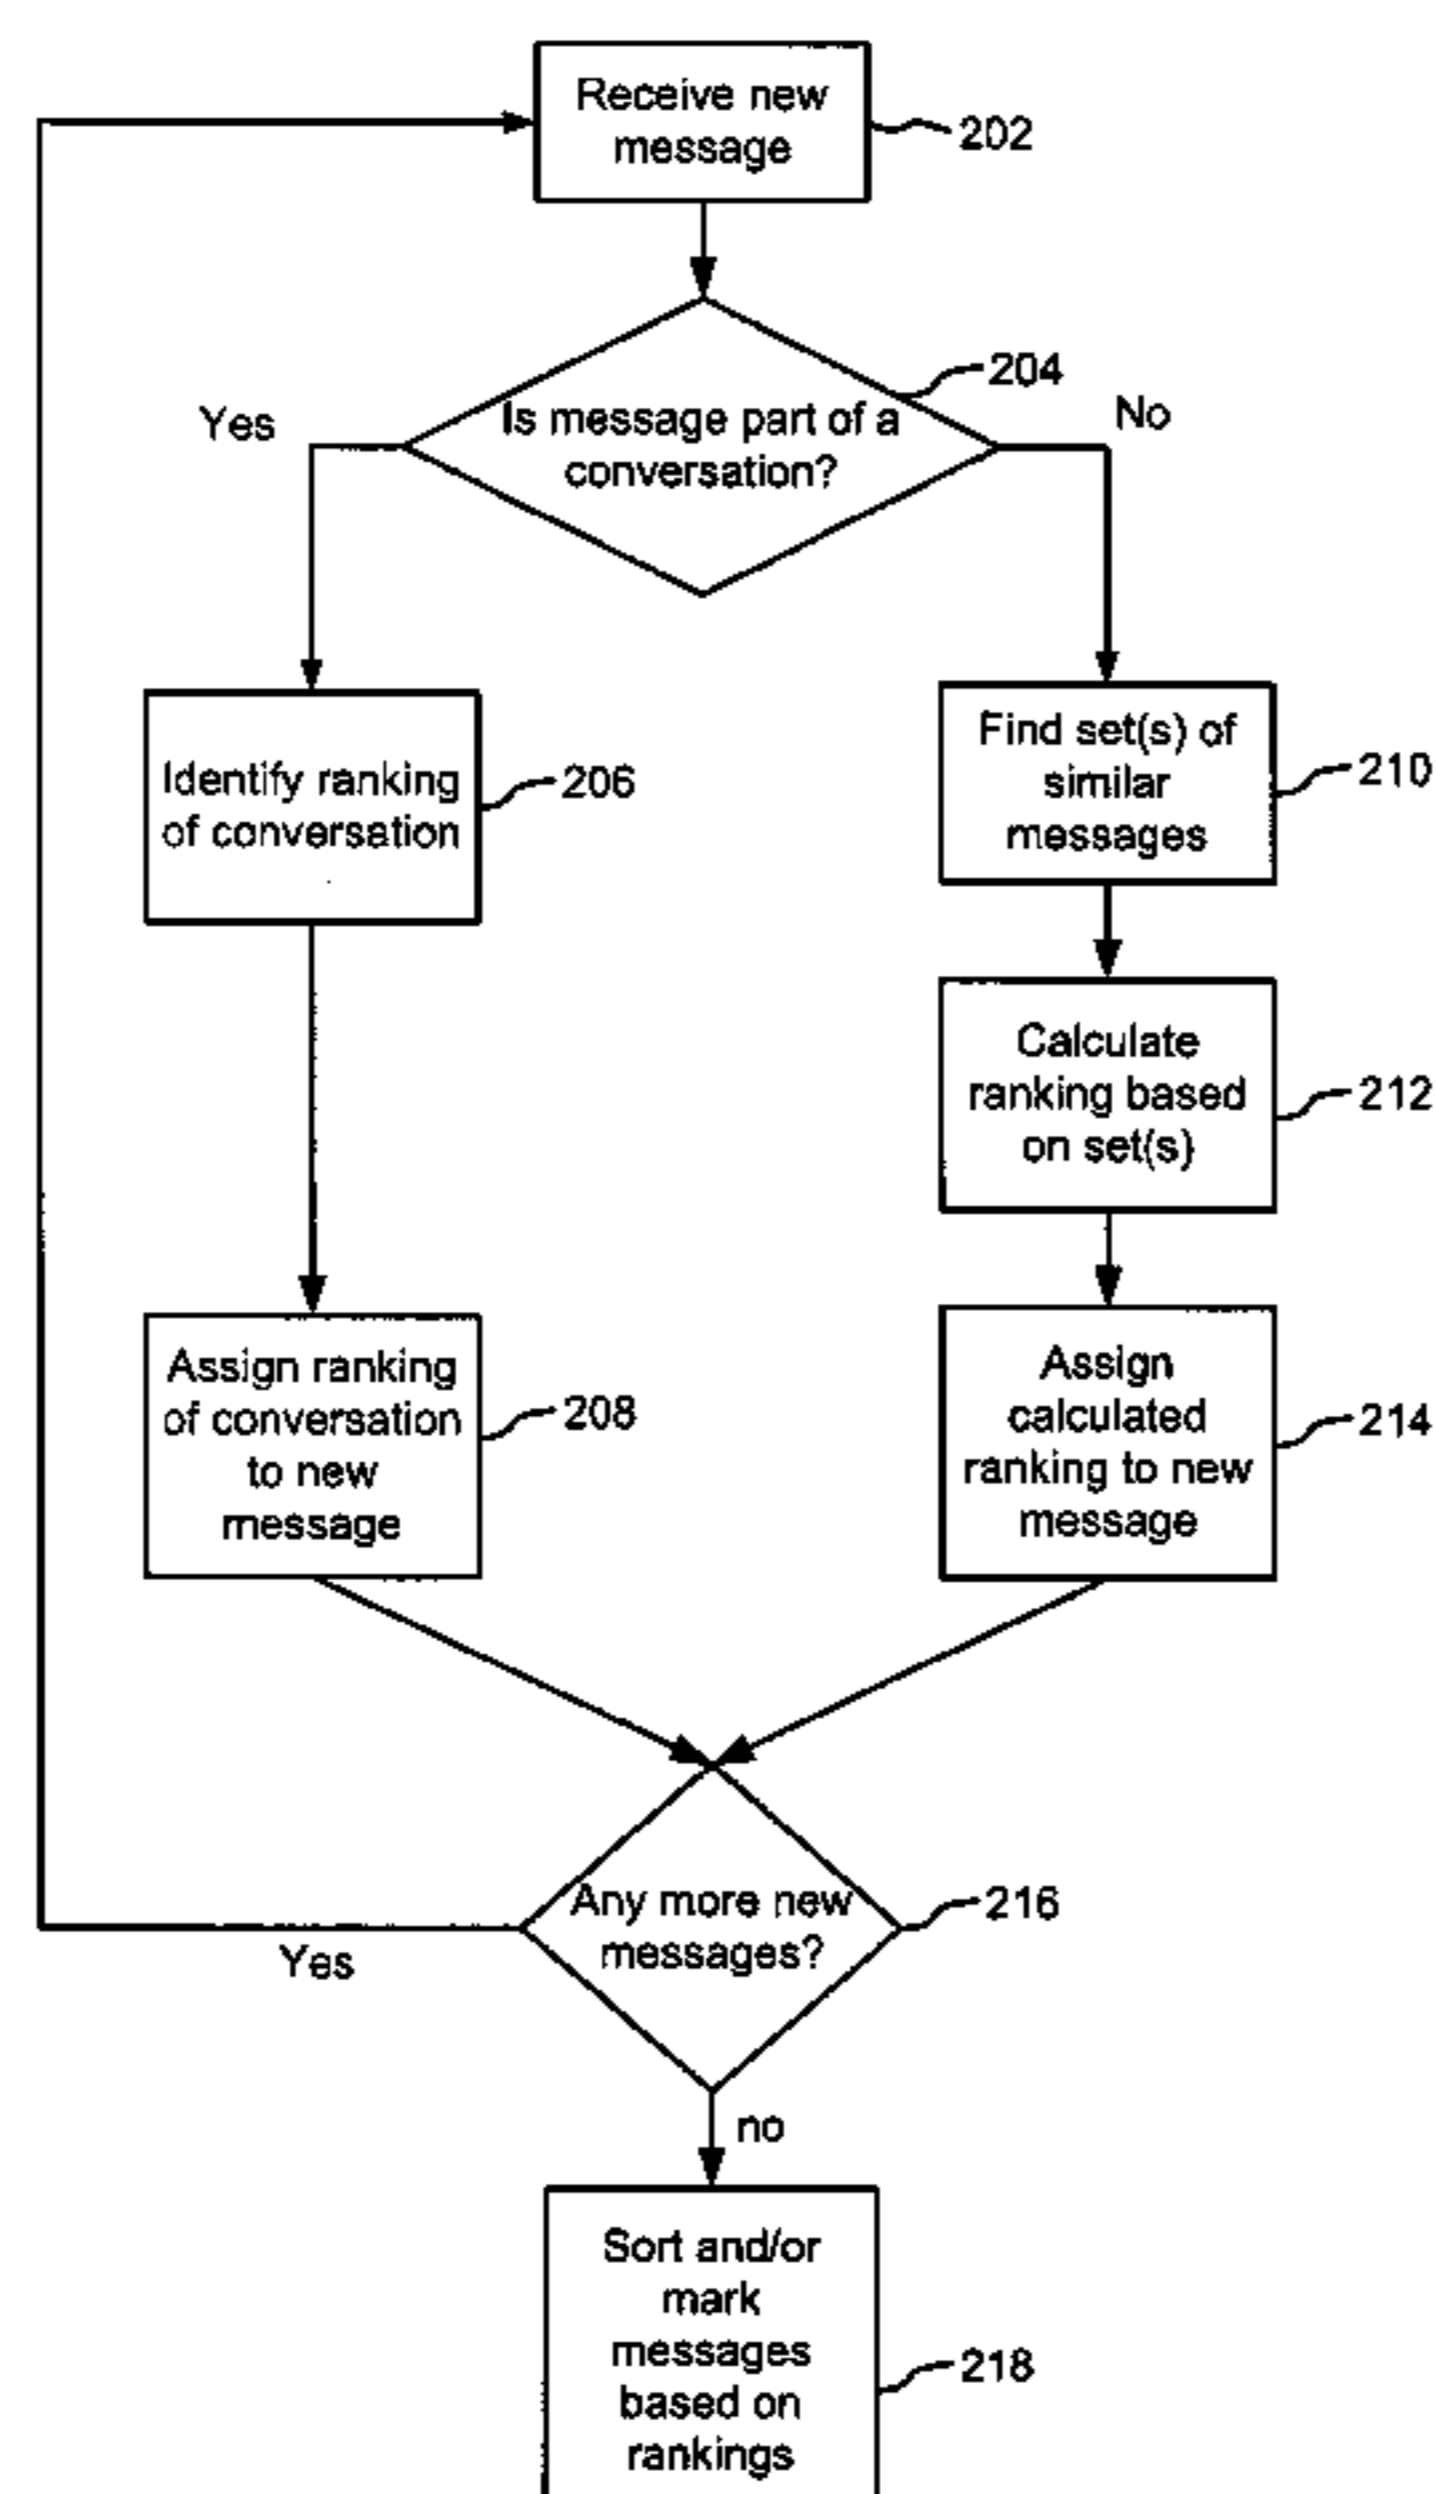 Receive new
message
202
204
Yes
Is message part of a
conversation?
No
Identify ranking
of conversation
206
Find set(s) of
similar
messages
210
Calculate
ranking based
on set(s)
212
Assign ranking
of conversation
to new
message
208
Assign
calculated
ranking to new
message
214
Any more new
messages?
216
Yes
no
Sort and/or
mark
messages
based on
rankings
218